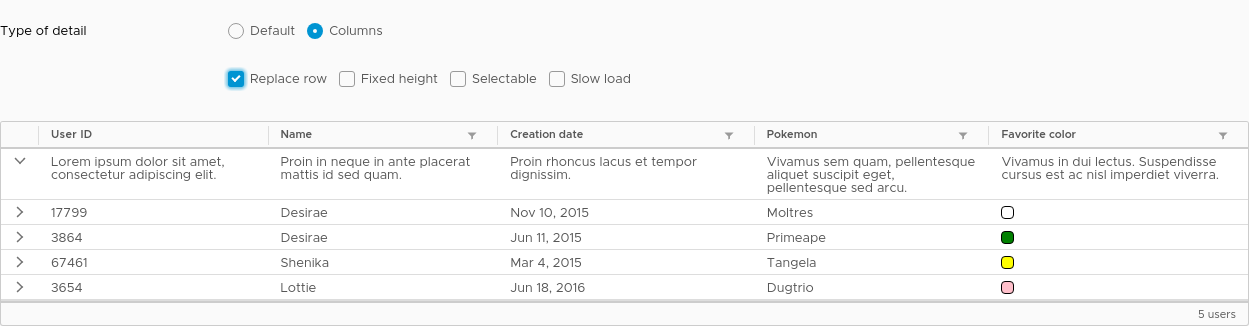 Type of detail Default Columns
Replace row Fixed height Selectable Slow load
User ID Name Creation date Pokemon Favorite color
Lorem ipsum dolor sit amet, Proin in neque in ante placerat Proin rhoncus lacus et tempor Vivamus sem quam, pellentesque Vivamus in dui lectus. Suspendisse
consectetur adipiscing elit. mattis id sed quam. dignissim. aliquet suscipit eget, cursus est ac nisl imperdiet viverra.
pellentesque sed arcu.
17799 Desirae Nov 10, 2015 Moltres
3864 Desirae Jun 11, 2015 Primeape
67461 Shenika Mar 4, 2015 Tangela
3654 Lottie Jun 18, 2016 Dugtrio
5 users